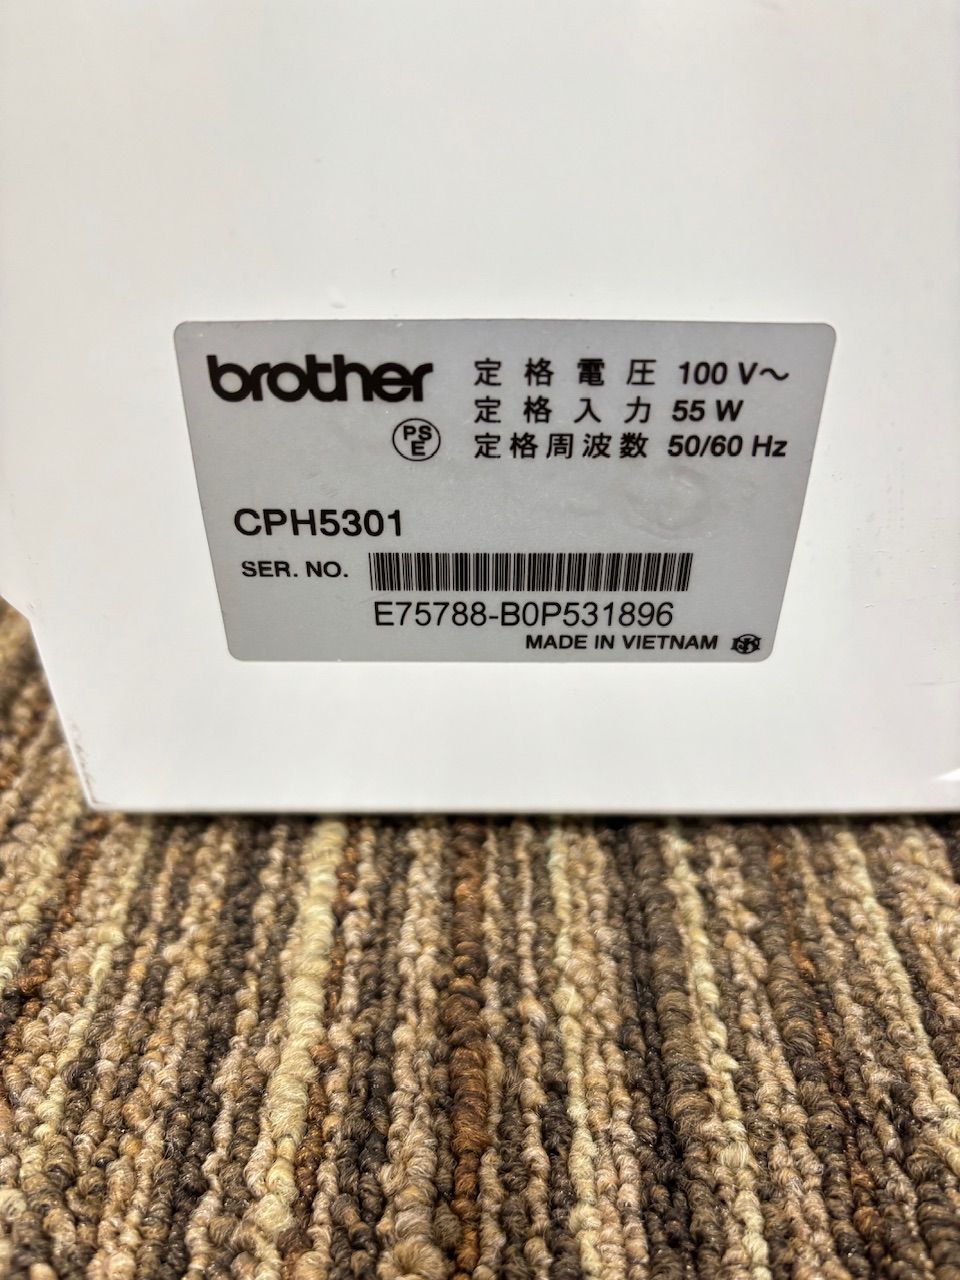 brother
定格電圧 100 V～
定格入力 55 W
定格周波数 50/60 Hz
PS
E
CPH5301
SER. NO.
E75788-B0P531896
MADE IN VIETNAM